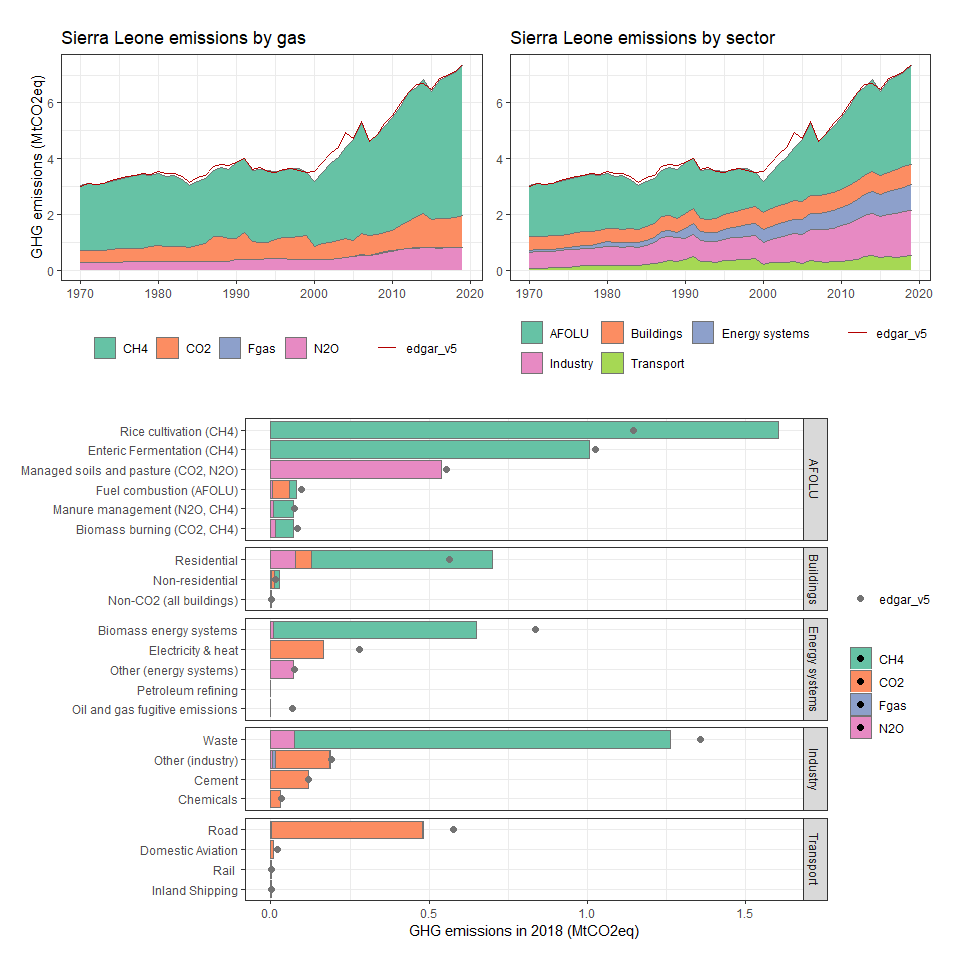 Sierra Leone emissions by gas
GHG emissions (MtCO2eq)
6
4
2
0
1970 1980 1990 2000 2010 2020
CH4 CO2 Fgas N2O edgar_v5
Sierra Leone emissions by sector
6
4
2
0
1970 1980 1990 2000 2010 2020
AFOLU Buildings Energy systems edgar_v5
Industry Transport
Rice cultivation (CH4)
Enteric Fermentation (CH4)
Managed soils and pasture (CO2, N2O)
Fuel combustion (AFOLU)
Manure management (N2O, CH4)
Biomass burning (CO2, CH4)
AFOLU
Residential
Non-residential
Non-CO2 (all buildings)
Buildings
Biomass energy systems
Electricity & heat
Other (energy systems)
Petroleum refining
Oil and gas fugitive emissions
Energy systems
Waste
Other (industry)
Cement
Chemicals
Industry
Road
Domestic Aviation
Rail
Inland Shipping
Transport
0.0 0.5 1.0 1.5
GHG emissions in 2018 (MtCO2eq)
edgar_v5
CH4
CO2
Fgas
N2O